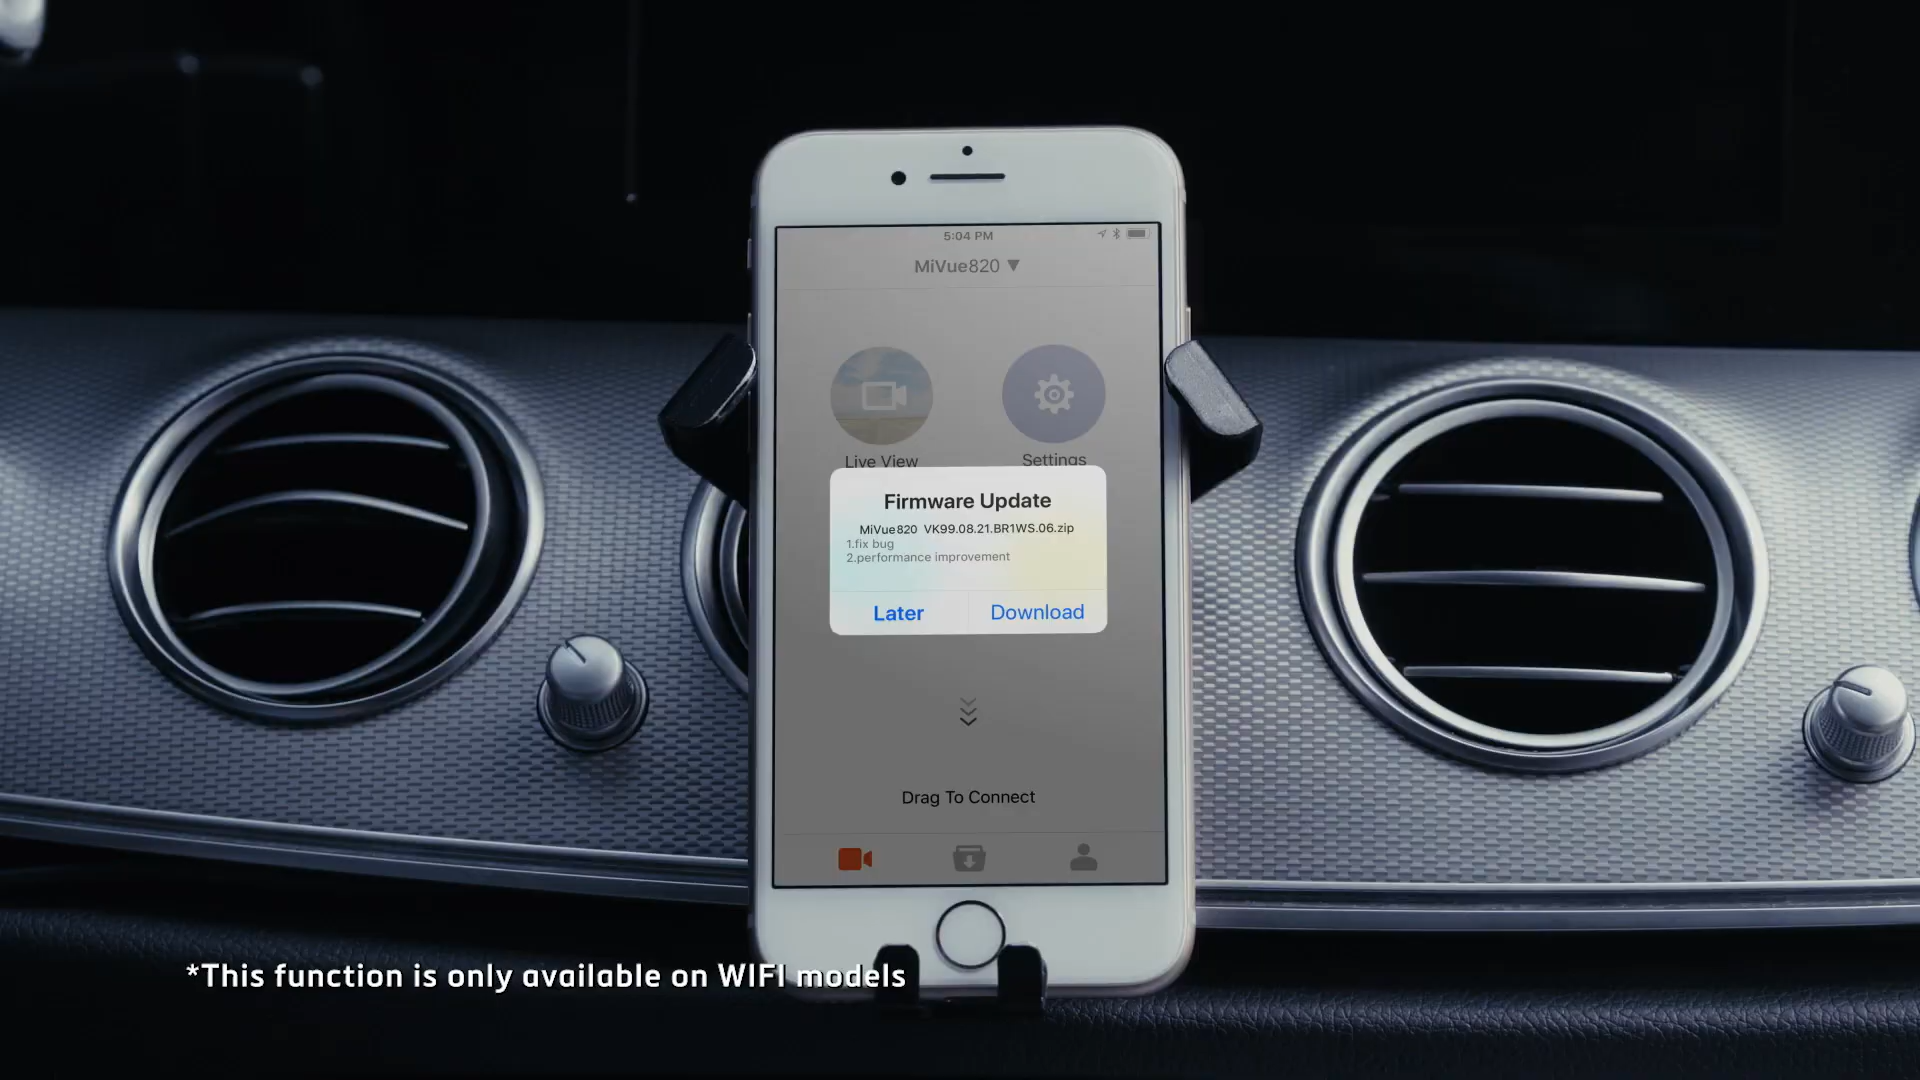 5:04 PM
MiVue820 ▼
Live View
Settings
Firmware Update
MiVue820 VK99.08.21.BR1WS.06.zip
1.fix bug
2.performance improvement
Later
Download
Drag To Connect
*This function is only available on WIFI models